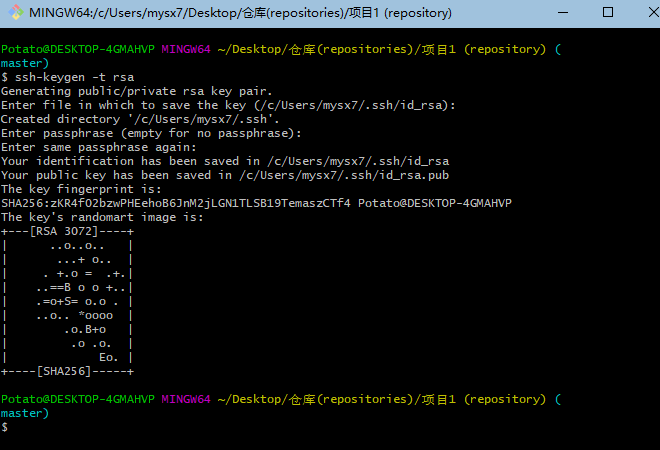 MINGW64:/c/Users/mysx7/Desktop/仓库(repositories)/项目1 (repository)
Potato@DESKTOP-4GMAHVP MINGW64 ~/Desktop/仓库(repositories)/项目1 (repository) (
master)
$ ssh-keygen -t rsa
Generating public/private rsa key pair.
Enter file in which to save the key (/c/Users/mysx7/.ssh/id_rsa):
Created directory '/c/Users/mysx7/.ssh'.
Enter passphrase (empty for no passphrase):
Enter same passphrase again:
Your identification has been saved in /c/Users/mysx7/.ssh/id_rsa
Your public key has been saved in /c/Users/mysx7/.ssh/id_rsa.pub
The key fingerprint is:
SHA256:zKR4fO2bzwPHEehoB6JnM2jLGN1TLSB19TemaszCTf4 Potato@DESKTOP-4GMAHVP
The key's randomart image is:
+---[RSA 3072]----+
|      ..o..o..   |
|       ...+ o..  |
|     . +.o =  .+.|
|    ..==B o o +..|
|    .=o+S= o.o . |
|    ..o.. *oooo  |
|        .o.B+o   |
|         .o .o.  |
|             Eo. |
+----[SHA256]-----+
Potato@DESKTOP-4GMAHVP MINGW64 ~/Desktop/仓库(repositories)/项目1 (repository) (
master)
$